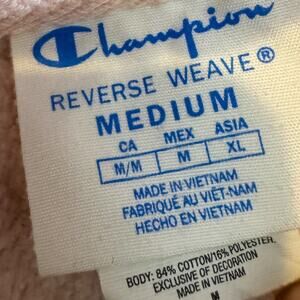 Champion
REVERSE WEAVE®
MEDIUM
CA MEX ASIA
M/M M XL
MADE IN VIETNAM
FABRIQUÉ AU VIÊT-NAM
HECHO EN VIETNAM
BODY: 84% COTTON/16% POLYESTER,
EXCLUSIVE OF DECORATION
MADE IN VIETNAM
M